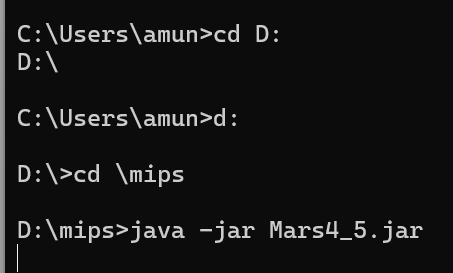 C:\Users\amun>cd D:
D:\
C:\Users\amun>d:
D:\>cd \mips
D:\mips>java -jar Mars4_5.jar